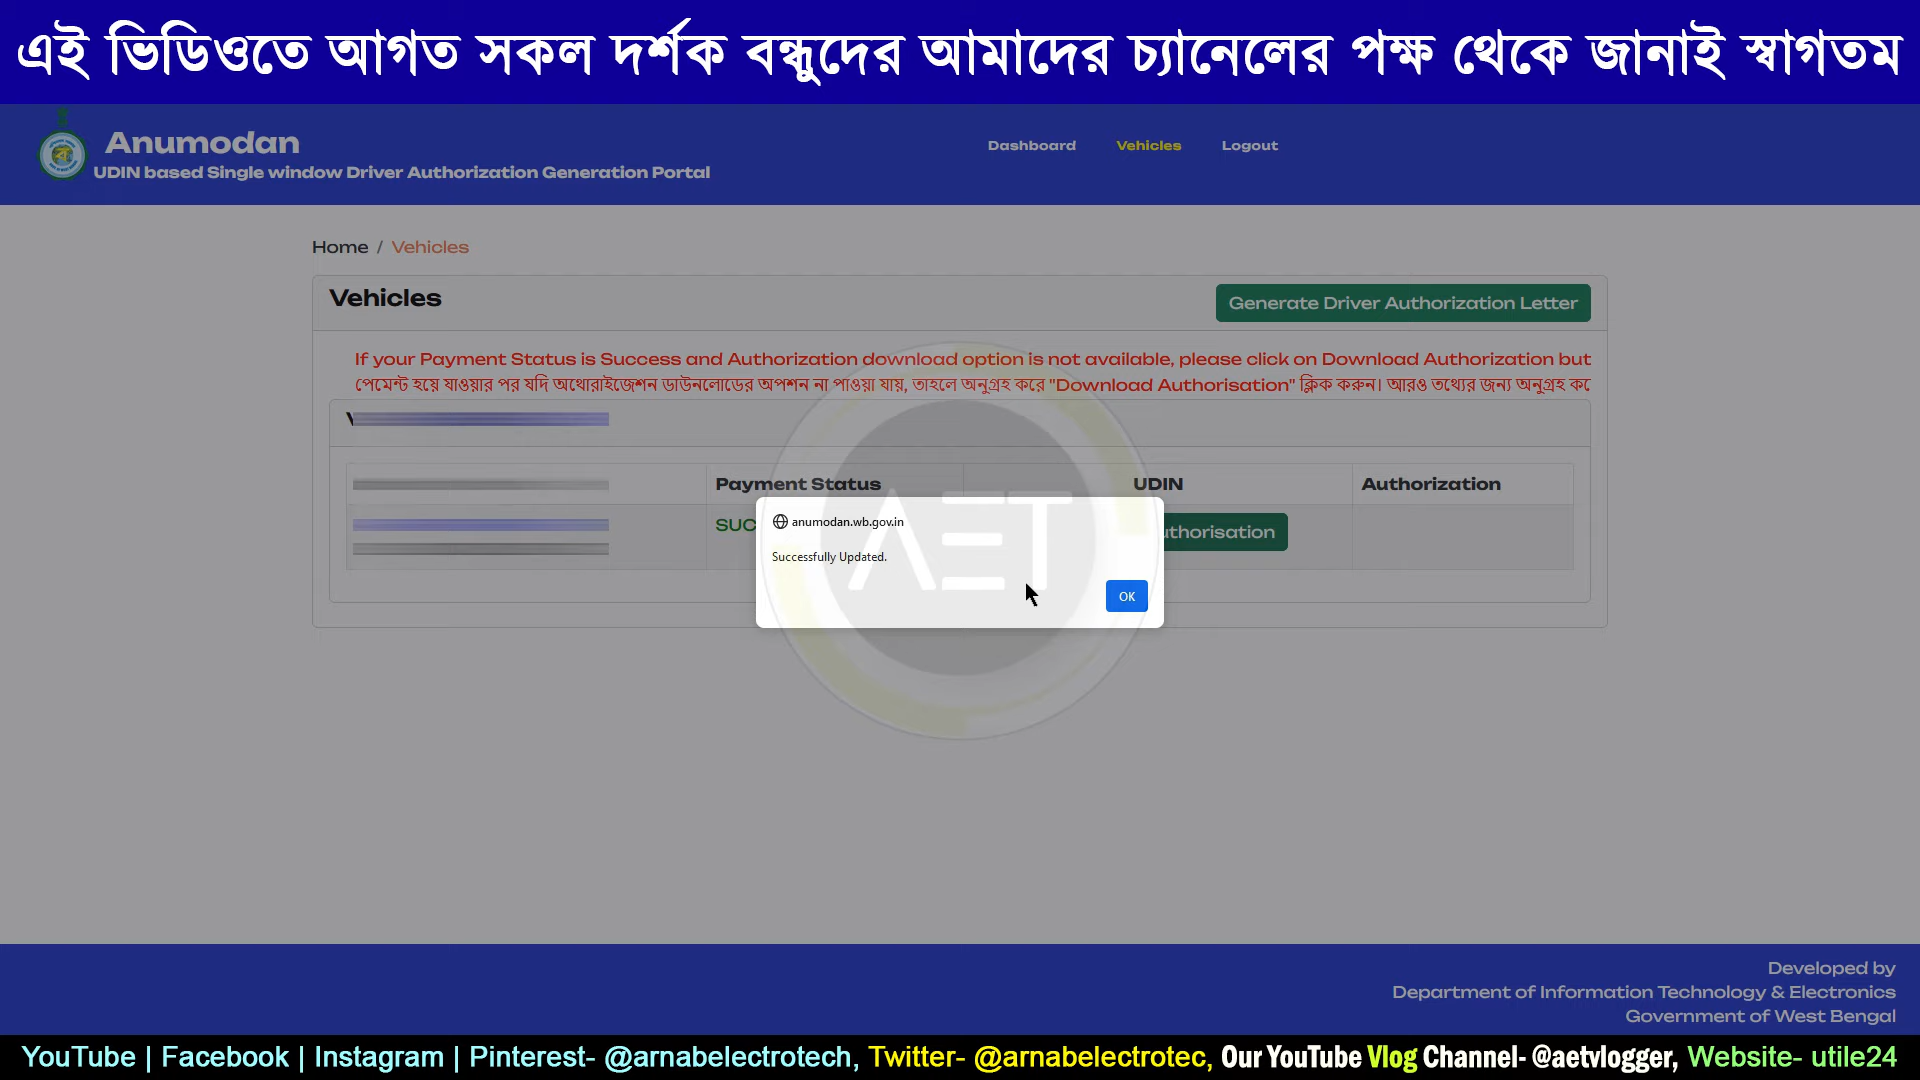 এই ভিডিওতে আগত সকল দর্শক বন্ধুদের আমাদের চ্যানেলের পক্ষ থেকে জানাই স্বাগতম
Anumodan
UDIN based Single window Driver Authorization Generation Portal
Dashboard Vehicles Logout
Home / Vehicles
Vehicles
Generate Driver Authorization Letter
If your Payment Status is Success and Authorization download option is not available, please click on Download Authorization but
পেমেন্ট হয়ে যাওয়ার পর যদি অথোরাইজেশন ডাউনলোডের অপশন না পাওয়া যায়, তাহলে অনুগ্রহ করে "Download Authorisation" ক্লিক করুন। আরও তথ্যের জন্য অনুগ্রহ কে
Payment Status UDIN Authorization
SUC
uthorisation
anumodan.wb.gov.in
Successfully Updated.
OK
AET
Developed by
Department of Information Technology & Electronics
Government of West Bengal
YouTube | Facebook | Instagram | Pinterest- @arnabelectrotech, Twitter- @arnabelectrotec, Our YouTube Vlog Channel- @aetvlogger, Website- utile24